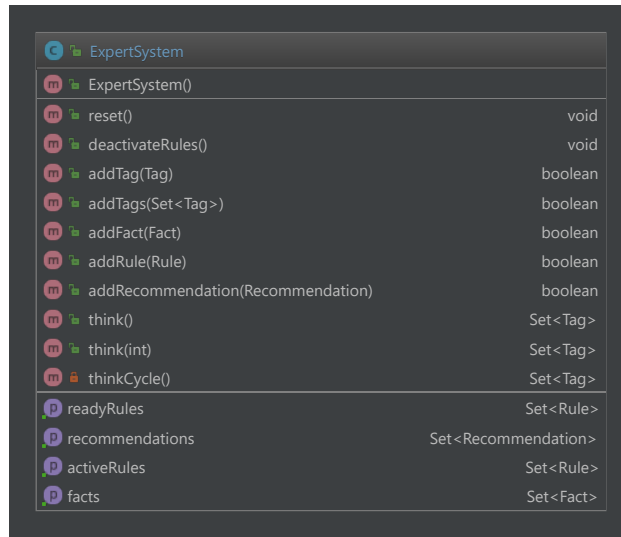 C ExpertSystem
m ExpertSystem()
m reset() void
m deactivateRules() void
m addTag(Tag) boolean
m addTags(Set<Tag>) boolean
m addFact(Fact) boolean
m addRule(Rule) boolean
m addRecommendation(Recommendation) boolean
m think() Set<Tag>
m think(int) Set<Tag>
m thinkCycle() Set<Tag>
p readyRules Set<Rule>
p recommendations Set<Recommendation>
p activeRules Set<Rule>
p facts Set<Fact>